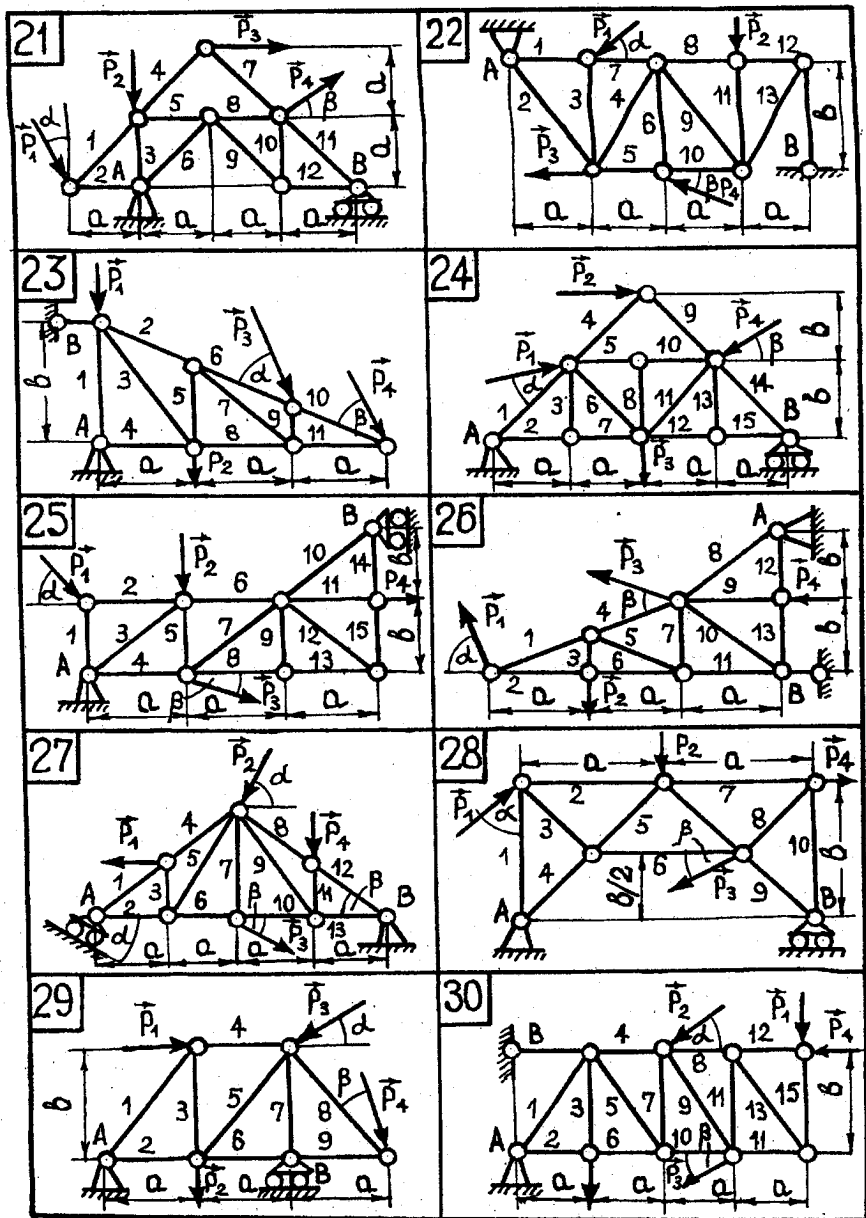 21
P₁ α P₂ P₃ P₄ β
1 2 3 4 5 6 7 8 9 10 11 12
A B
a a a a a a
22
P₁ α P₂ P₃ β P₄
1 2 3 4 5 6 7 8 9 10 11 12 13
A B
a a a a в
23
P₁ P₂ P₃ α P₄ β
1 2 3 4 5 6 7 8 9 10 11
A B
a a a в
24
P₁ α P₂ P₃ P₄ β
1 2 3 4 5 6 7 8 9 10 11 12 13 14 15
A B
a a a a в в
25
P₁ α P₂ P₃ β P₄
1 2 3 4 5 6 7 8 9 10 11 12 13 14 15
A B
a a a в в
26
P₁ α P₂ P₃ β P₄
1 2 3 4 5 6 7 8 9 10 11 12 13
A B
a a a в в
27
P₁ P₂ α P₃ β P₄
1 2 3 4 5 6 7 8 9 10 11 12 13
A α B β
a a a a
28
P₁ α P₂ P₃ β P₄
1 2 3 4 5 6 7 8 9 10
A B
a a в/2 в
29
P₁ P₂ P₃ α P₄ β
1 2 3 4 5 6 7 8 9
A B
a a a в
30
P₁ P₂ α P₃ β P₄
1 2 3 4 5 6 7 8 9 10 11 11 12 13 15
A B
a a a a в